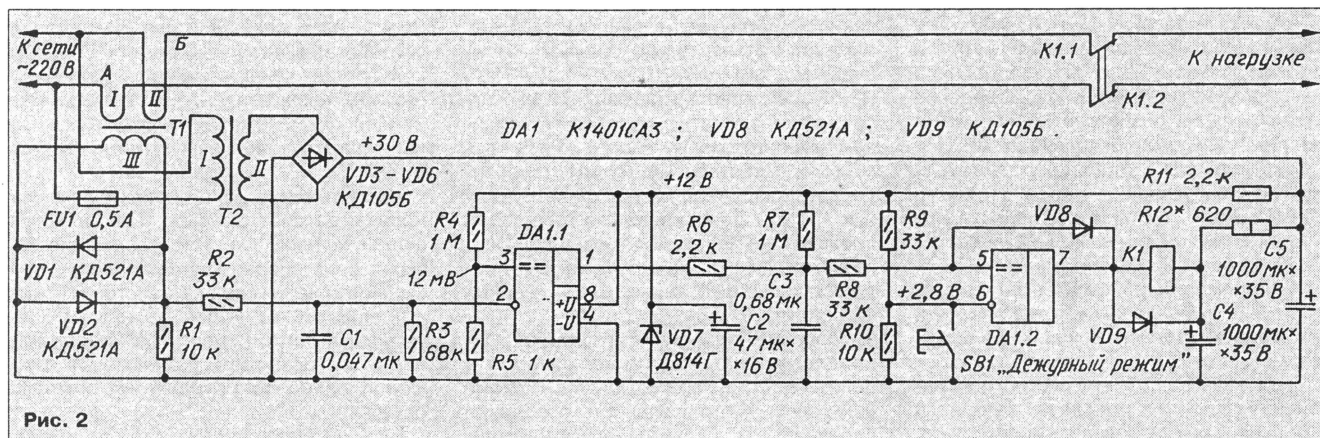 К сети
~220 В
А
Б
I
II
T1
III
I
II
T2
FU1 0,5 А
+30 В
VD3 – VD6
КД105Б
DA1 К1401СА3 ; VD8 КД521А ; VD9 КД105Б .
K1.1
K1.2
К нагрузке
VD1 КД521А
VD2
КД521А
R2
33 к
R1
10 к
C1
0,047 мк
R3
68 к
R4
1 М
12 мВ
R5 1 к
DA1.1
3
2
==
1
8
4
+U
-U
+12 В
R6
2,2 к
VD7
Д814Г
C2
47 мк×
×16 В
R7
1 М
C3
0,68 мк
R8
33 к
R9
33 к
+2,8 В
R10
10 к
5
6
==
7
DA1.2
SB1 „Дежурный режим"
VD8
K1
VD9
R11 2,2 к
R12* 620
C5
1000 мк×
×35 В
+
C4
1000 мк×
×35 В
Рис. 2